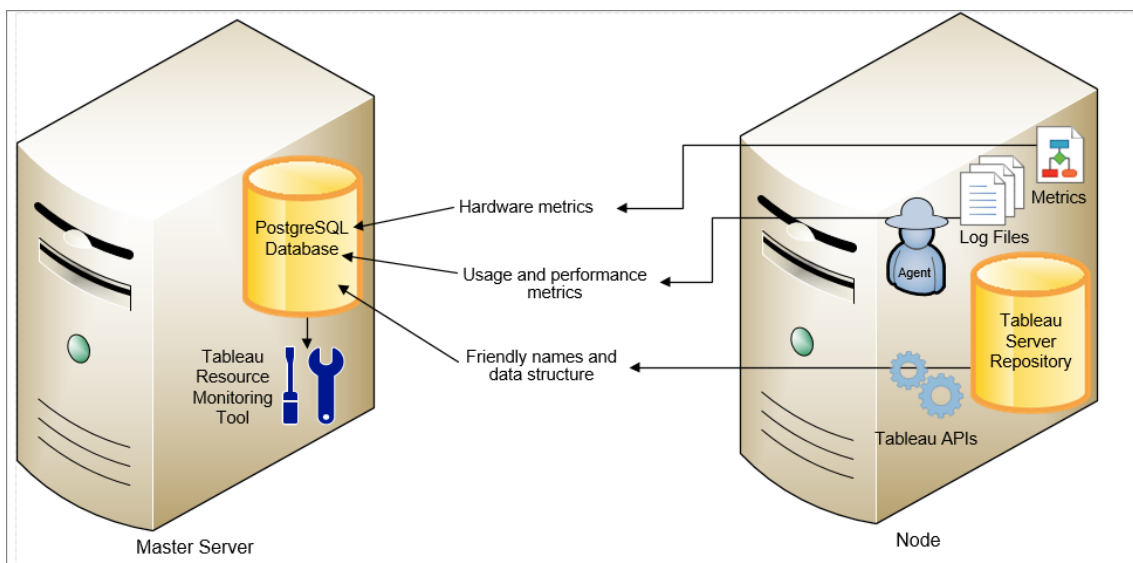 PostgreSQL
Database
Tableau
Resource
Monitoring
Tool
Master Server
Hardware metrics
Usage and performance
metrics
Friendly names and
data structure
Metrics
Log Files
Agent
Tableau
Server
Repository
Tableau APIs
Node